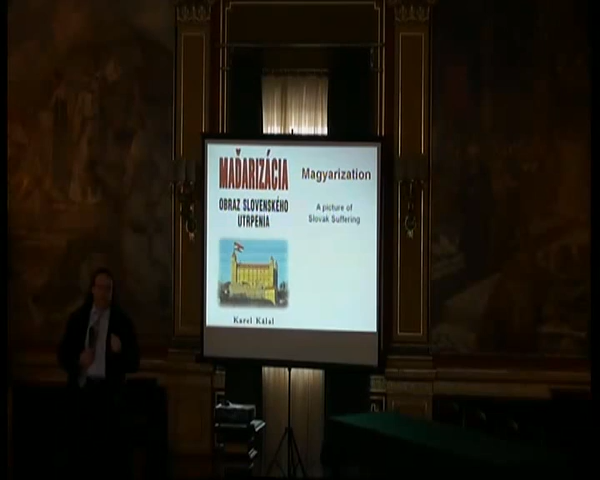 MAĎARIZÁCIA
OBRAZ SLOVENSKÉHO
UTRPENIA
Karel Kálal
Magyarization
A picture of
Slovak Suffering